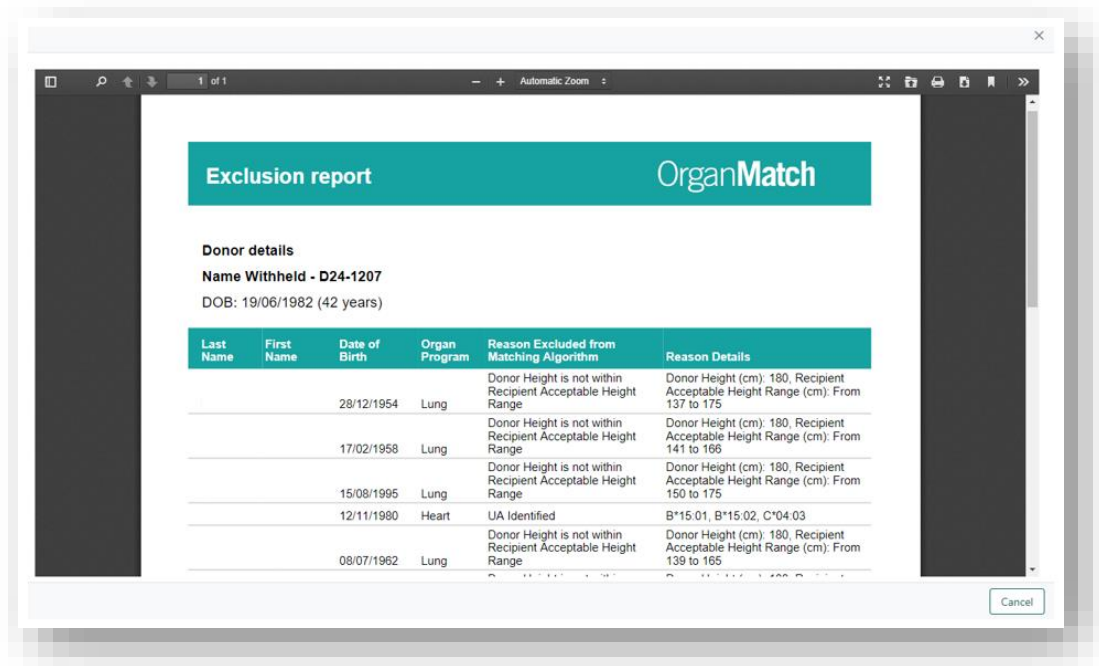 ×
1 of 1
Automatic Zoom
Exclusion report
OrganMatch
Donor details
Name Withheld - D24-1207
DOB: 19/06/1982 (42 years)
Last Name First Name Date of Birth Organ Program Reason Excluded from Matching Algorithm Reason Details
28/12/1954 Lung Donor Height is not within Recipient Acceptable Height Range Donor Height (cm): 180, Recipient Acceptable Height Range (cm): From 137 to 175
17/02/1958 Lung Donor Height is not within Recipient Acceptable Height Range Donor Height (cm): 180, Recipient Acceptable Height Range (cm): From 141 to 166
15/08/1995 Lung Donor Height is not within Recipient Acceptable Height Range Donor Height (cm): 180, Recipient Acceptable Height Range (cm): From 150 to 175
12/11/1980 Heart UA Identified B*15:01, B*15:02, C*04:03
08/07/1962 Lung Donor Height is not within Recipient Acceptable Height Range Donor Height (cm): 180, Recipient Acceptable Height Range (cm): From 139 to 165
Cancel